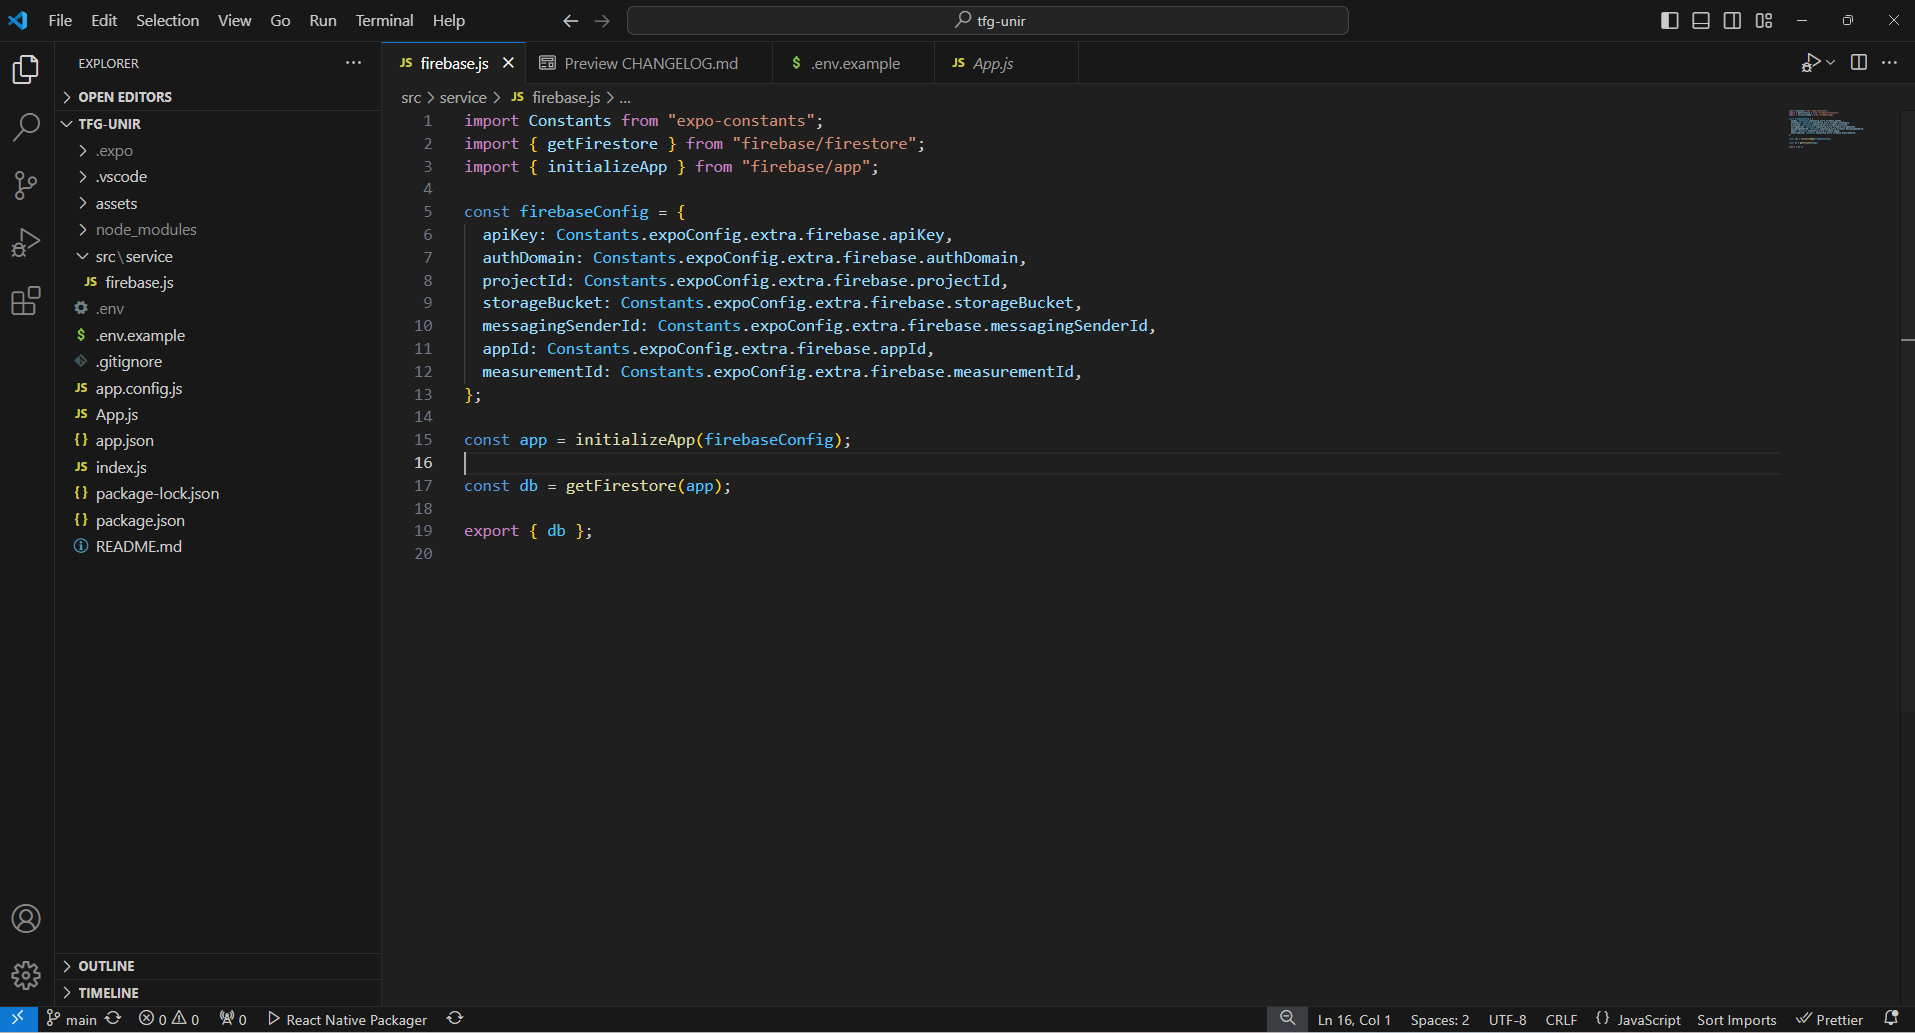 File Edit Selection View Go Run Terminal Help
tfg-unir
EXPLORER
OPEN EDITORS
TFG-UNIR
.expo
.vscode
assets
node_modules
src\service
JS firebase.js
.env
$ .env.example
.gitignore
JS app.config.js
JS App.js
{} app.json
JS index.js
{} package-lock.json
{} package.json
README.md
OUTLINE
TIMELINE
JS firebase.js
Preview CHANGELOG.md
$ .env.example
JS App.js
src > service > JS firebase.js > ...
1 import Constants from "expo-constants";
2 import { getFirestore } from "firebase/firestore";
3 import { initializeApp } from "firebase/app";
4
5 const firebaseConfig = {
6 apiKey: Constants.expoConfig.extra.firebase.apiKey,
7 authDomain: Constants.expoConfig.extra.firebase.authDomain,
8 projectId: Constants.expoConfig.extra.firebase.projectId,
9 storageBucket: Constants.expoConfig.extra.firebase.storageBucket,
10 messagingSenderId: Constants.expoConfig.extra.firebase.messagingSenderId,
11 appId: Constants.expoConfig.extra.firebase.appId,
12 measurementId: Constants.expoConfig.extra.firebase.measurementId,
13 };
14
15 const app = initializeApp(firebaseConfig);
16
17 const db = getFirestore(app);
18
19 export { db };
20
main 0 0 0 React Native Packager Ln 16, Col 1 Spaces: 2 UTF-8 CRLF {} JavaScript Sort Imports Prettier